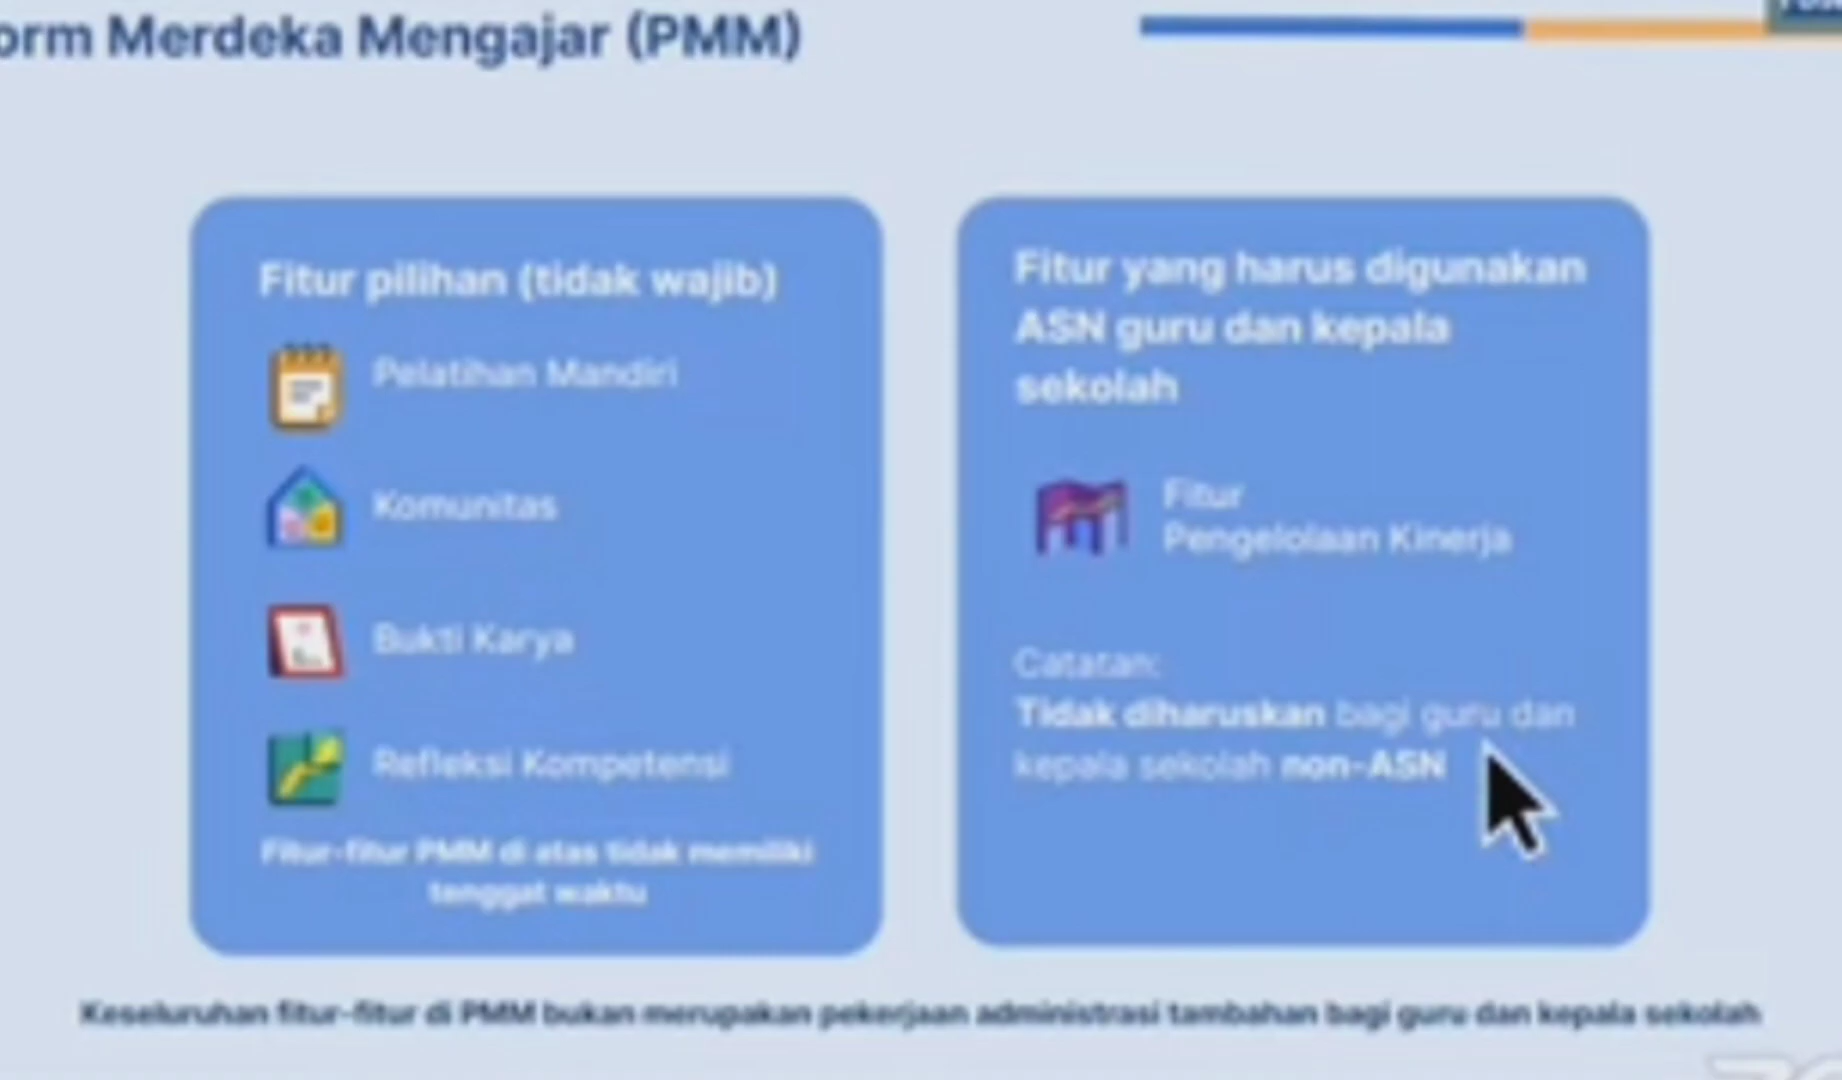 orm Merdeka Mengajar (PMM)
Fitur pilihan (tidak wajib)
Pelatihan Mandiri
Komunitas
Bukti Karya
Refleksi Kompetensi
Fitur-fitur PMM di atas tidak memiliki
tenggat waktu
Fitur yang harus digunakan
ASN guru dan kepala
sekolah
Fitur
Pengelolaan Kinerja
Catatan:
Tidak diharuskan bagi guru dan
kepala sekolah non-ASN
Keseluruhan fitur-fitur di PMM bukan merupakan pekerjaan administrasi tambahan bagi guru dan kepala sekolah